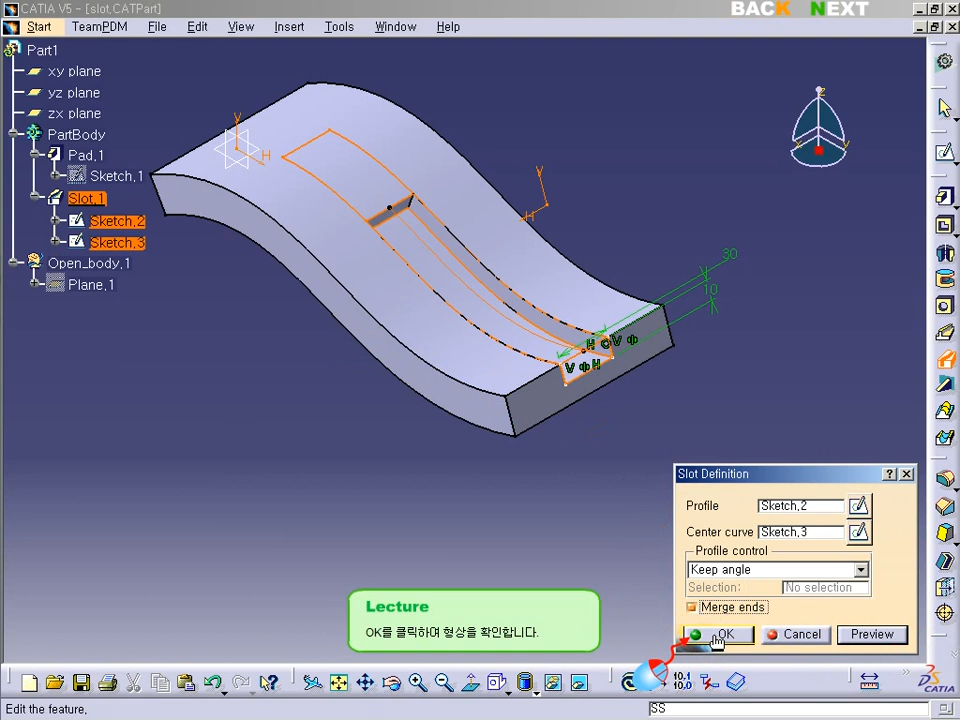 CATIA V5 - [slot.CATPart]
BACK NEXT
Start TeamPDM File Edit View Insert Tools Window Help
Part1
xy plane
yz plane
zx plane
PartBody
Pad.1
Sketch.1
Slot.1
Sketch.2
Sketch.3
Open_body.1
Plane.1
V
H
V
H
z
x
y
30
10
H V
V H
Slot Definition
Profile Sketch.2
Center curve Sketch.3
Profile control
Keep angle
Selection: No selection
Merge ends
OK Cancel Preview
Lecture
OK를 클릭하여 형상을 확인합니다.
10.1
10.0
CATIA
Edit the feature.
SS